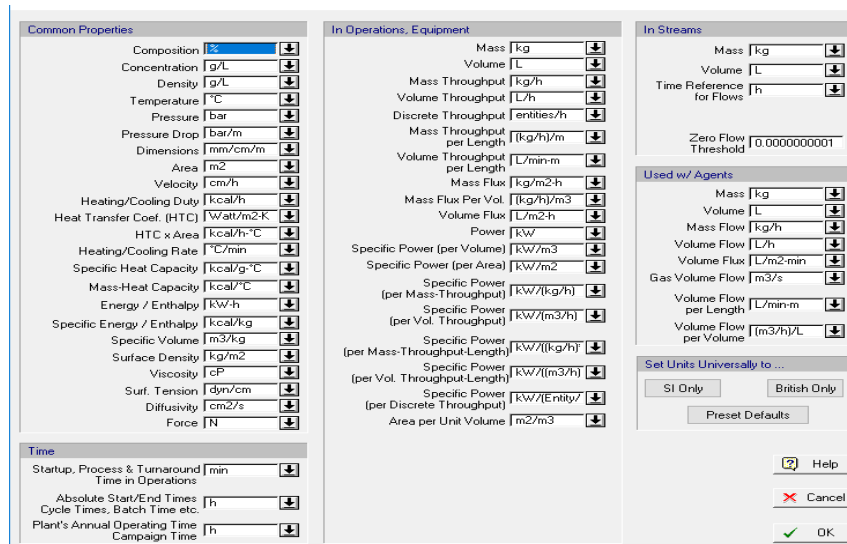 Common Properties
Composition %
Concentration g/L
Density g/L
Temperature °C
Pressure bar
Pressure Drop bar/m
Dimensions mm/cm/m
Area m2
Velocity cm/h
Heating/Cooling Duty kcal/h
Heat Transfer Coef. (HTC) Watt/m2-K
HTC x Area kcal/h-°C
Heating/Cooling Rate °C/min
Specific Heat Capacity kcal/g-°C
Mass-Heat Capacity kcal/°C
Energy / Enthalpy kW-h
Specific Energy / Enthalpy kcal/kg
Specific Volume m3/kg
Surface Density kg/m2
Viscosity cP
Surf. Tension dyn/cm
Diffusivity cm2/s
Force N
Time
Startup, Process & Turnaround min
Time in Operations
Absolute Start/End Times h
Cycle Times, Batch Time etc.
Plant's Annual Operating Time h
Campaign Time
In Operations, Equipment
Mass kg
Volume L
Mass Throughput kg/h
Volume Throughput L/h
Discrete Throughput entities/h
Mass Throughput (kg/h)/m
per Length
Volume Throughput L/min-m
per Length
Mass Flux kg/m2-h
Mass Flux Per Vol. (kg/h)/m3
Volume Flux L/m2-h
Power kW
Specific Power (per Volume) kW/m3
Specific Power (per Area) kW/m2
Specific Power kW/(kg/h)
(per Mass-Throughput)
Specific Power kW/(m3/h)
(per Vol. Throughput)
Specific Power kW/((kg/h)*
(per Mass-Throughput-Length)
Specific Power kW/((m3/h)
(per Vol. Throughput-Length)
Specific Power kW/(Entity/
(per Discrete Throughput)
Area per Unit Volume m2/m3
In Streams
Mass kg
Volume L
Time Reference h
for Flows
Zero Flow 0.0000000001
Threshold
Used w/ Agents
Mass kg
Volume L
Mass Flow kg/h
Volume Flow L/h
Volume Flux L/m2-min
Gas Volume Flow m3/s
Volume Flow L/min-m
per Length
Volume Flow (m3/h)/L
per Volume
Set Units Universally to ...
SI Only British Only
Preset Defaults
Help
Cancel
OK